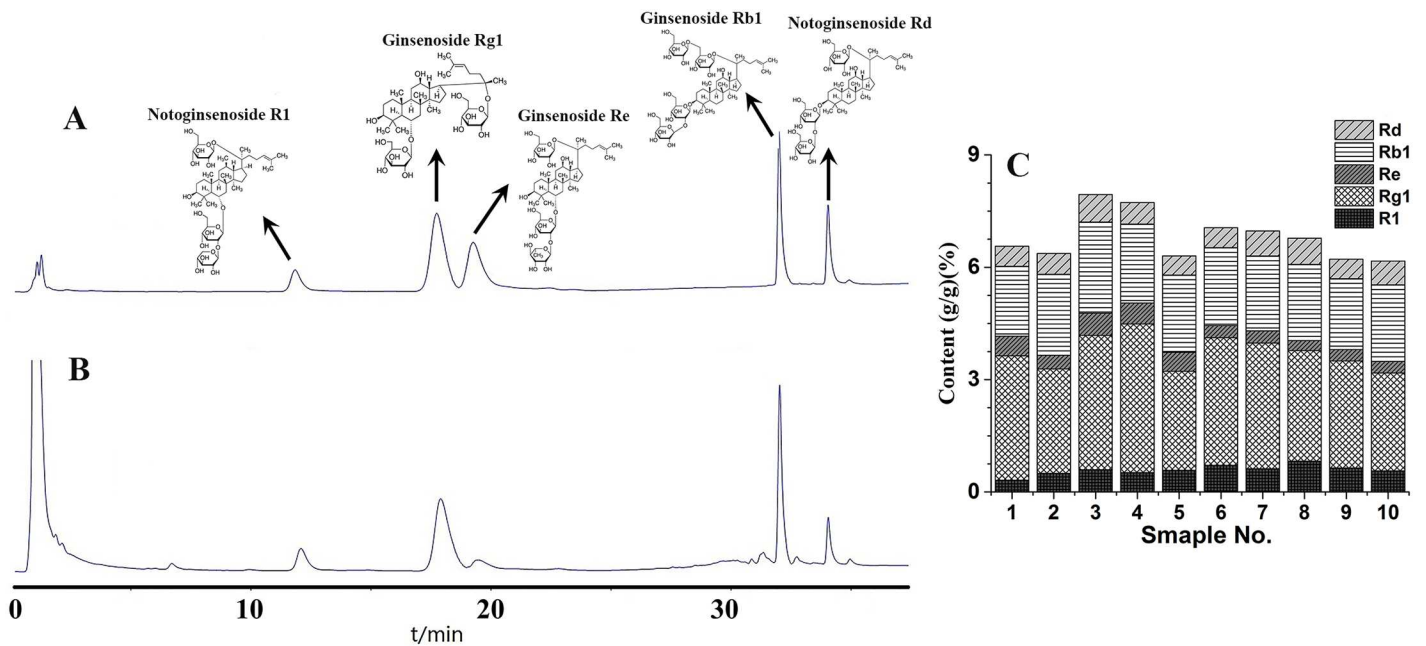 A
Notoginsenoside R1
Ginsenoside Rg1
Ginsenoside Re
Ginsenoside Rb1
Notoginsenoside Rd
B
0 10 20 30
t/min
C
Rd
Rb1
Re
Rg1
R1
Content (g/g)(%)
9
6
3
0
1 2 3 4 5 6 7 8 9 10
Smaple No.